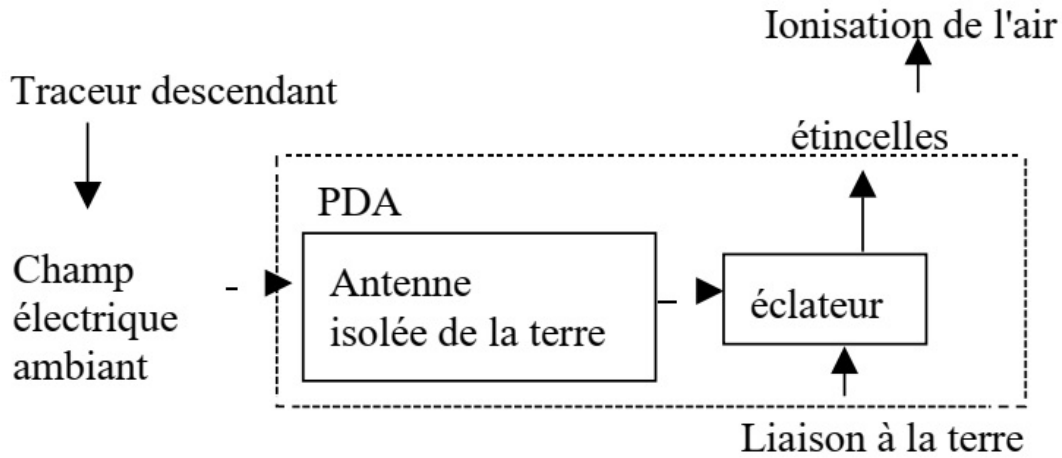 Ionisation de l'air
Traceur descendant
étincelles
PDA
Champ
électrique
ambiant
Antenne
isolée de la terre
éclateur
Liaison à la terre